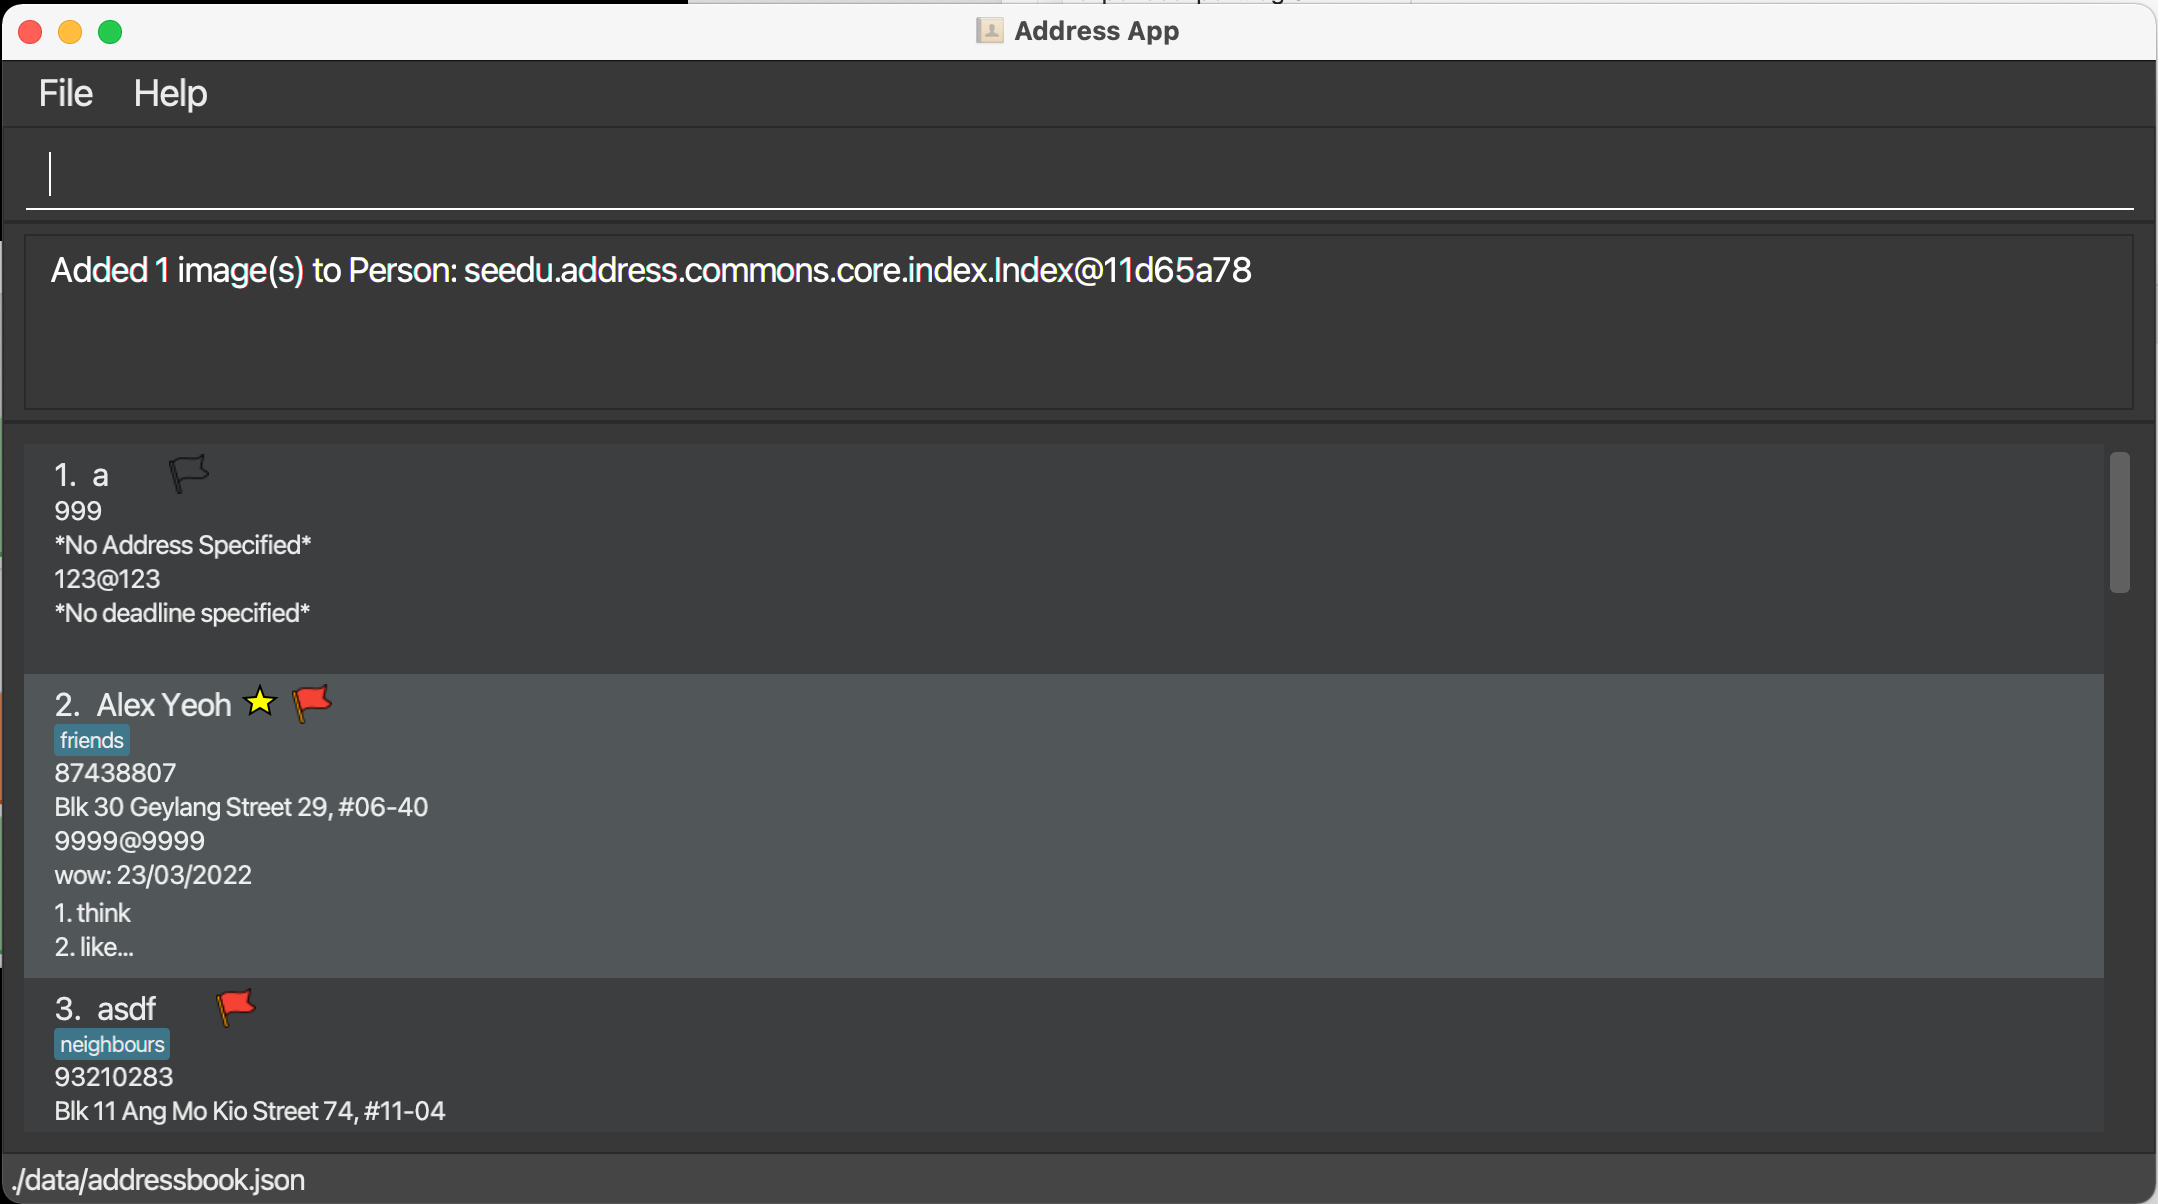 Address App
File Help
Added 1 image(s) to Person: seedu.address.commons.core.index.Index@11d65a78
1. a
999
*No Address Specified*
123@123
*No deadline specified*
2. Alex Yeoh
friends
87438807
Blk 30 Geylang Street 29, #06-40
9999@9999
wow: 23/03/2022
1. think
2. like...
3. asdf
neighbours
93210283
Blk 11 Ang Mo Kio Street 74, #11-04
./data/addressbook.json